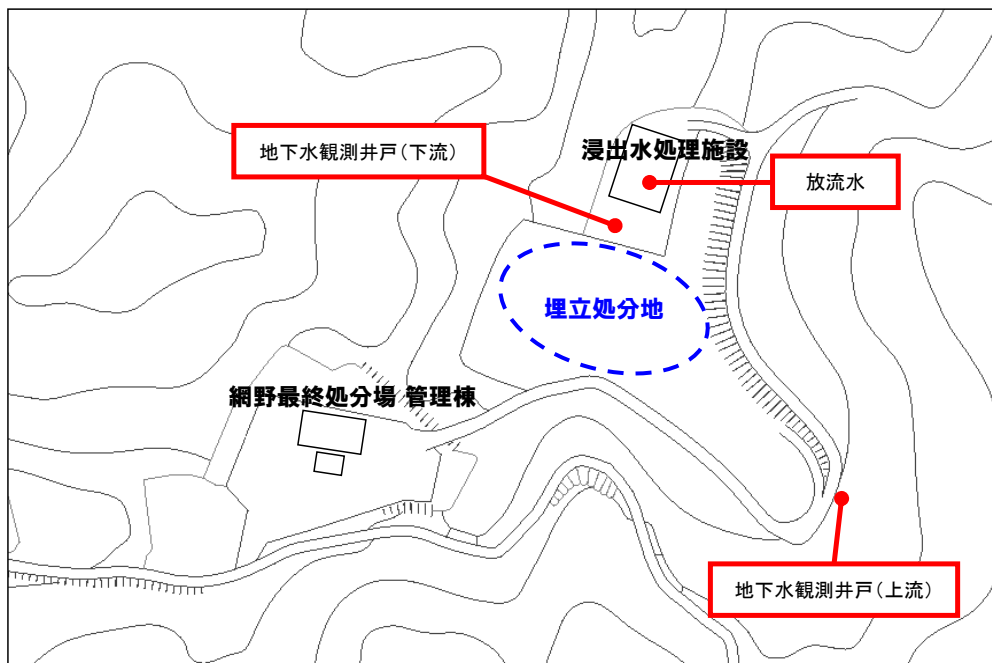 地下水観測井戸(下流)
浸出水処理施設
放流水
埋立処分地
網野最終処分場 管理棟
地下水観測井戸(上流)